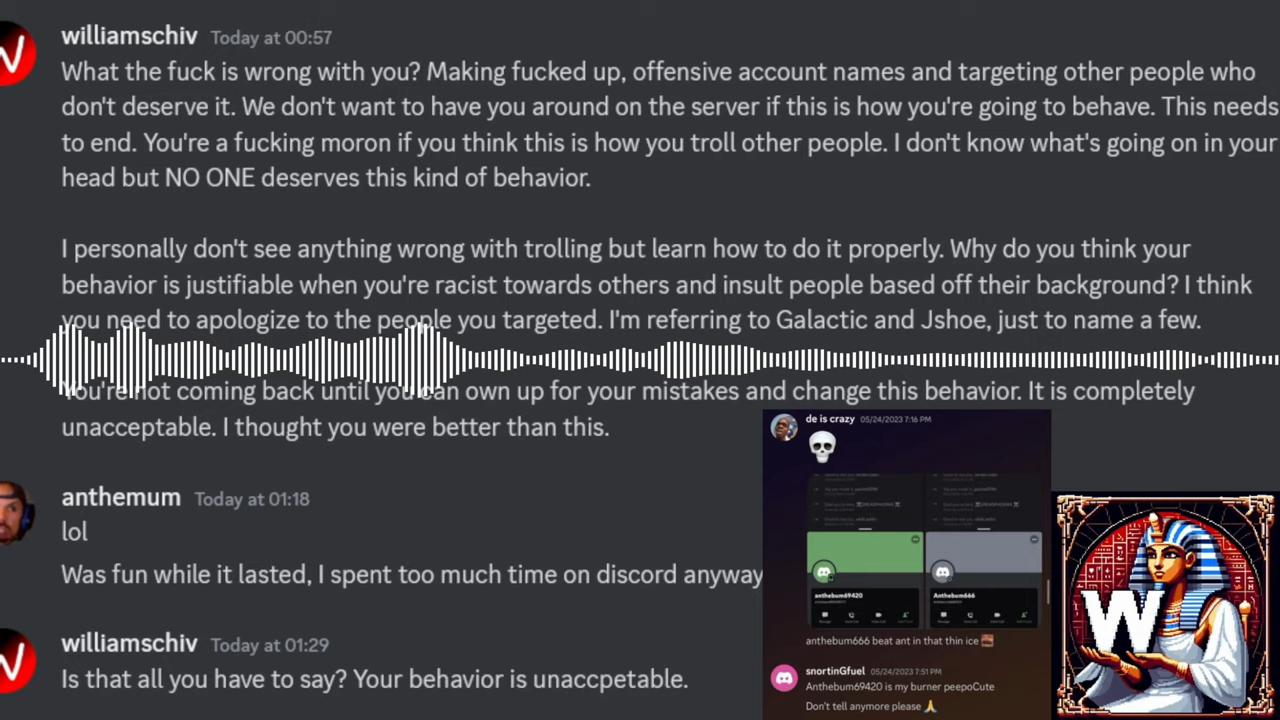 williamschiv Today at 00:57
What the fuck is wrong with you? Making fucked up, offensive account names and targeting other people who
don't deserve it. We don't want to have you around on the server if this is how you're going to behave. This needs
to end. You're a fucking moron if you think this is how you troll other people. I don't know what's going on in your
head but NO ONE deserves this kind of behavior.
I personally don't see anything wrong with trolling but learn how to do it properly. Why do you think your
behavior is justifiable when you're racist towards others and insult people based off their background? I think
you need to apologize to the people you targeted. I'm referring to Galactic and Jshoe, just to name a few.
You're not coming back until you can own up for your mistakes and change this behavior. It is completely
unacceptable. I thought you were better than this.
anthemum Today at 01:18
lol
Was fun while it lasted, I spent too much time on discord anyway
williamschiv Today at 01:29
Is that all you have to say? Your behavior is unaccpetable.
de is crazy 05/24/2023 7:16 PM
anthebum69420 Anthebum666
anthebum666 beat ant in that thin ice
snortinGfuel 05/24/2023 7:51 PM
Anthebum69420 is my burner peepoCute
Don't tell anymore please
W